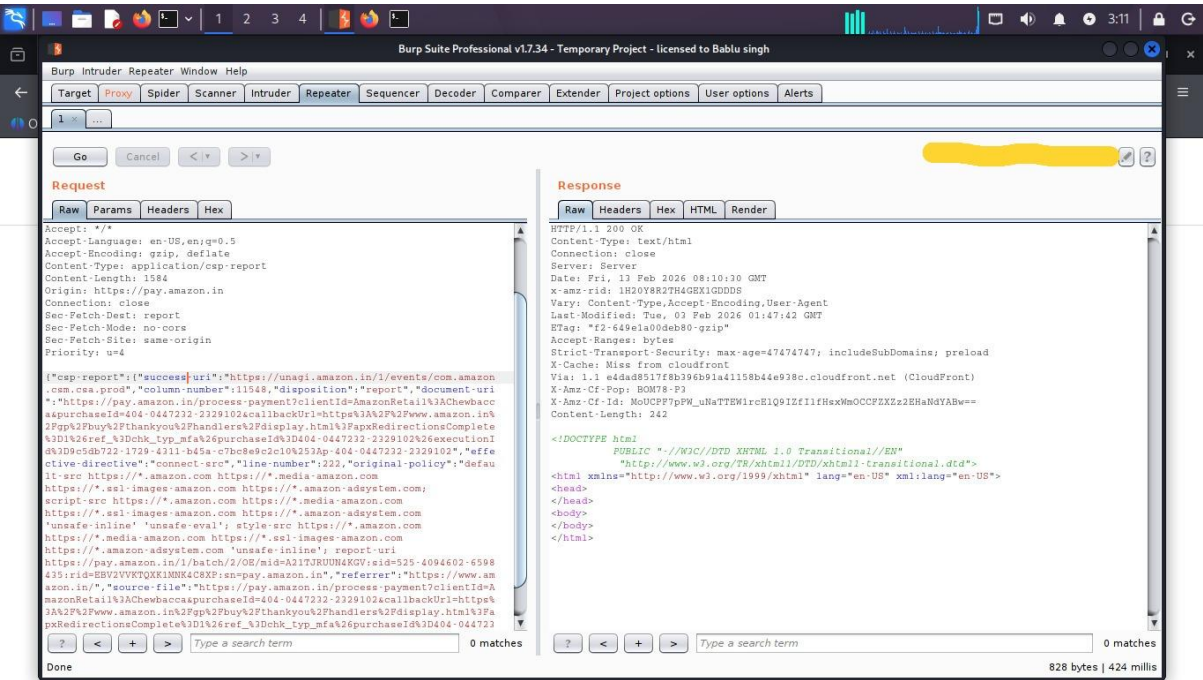 1 2 3 4
3:11
Burp Suite Professional v1.7.34 - Temporary Project - licensed to Bablu singh
Burp Intruder Repeater Window Help
Target Proxy Spider Scanner Intruder Repeater Sequencer Decoder Comparer Extender Project options User options Alerts
1 × ...
Go Cancel < >
Request
Raw Params Headers Hex
Accept: */*
Accept-Language: en-US,en;q=0.5
Accept-Encoding: gzip, deflate
Content-Type: application/csp-report
Content-Length: 1584
Origin: https://pay.amazon.in
Connection: close
Sec-Fetch-Dest: report
Sec-Fetch-Mode: no-cors
Sec-Fetch-Site: same-origin
Priority: u=4
{"csp-report":{"success-uri":"https://unagi.amazon.in/1/events/com.amazon
.csm.csa.prod","column-number":11548,"disposition":"report","document-uri
":"https://pay.amazon.in/process-payment?clientId=AmazonRetail%3AChewbacc
a&purchaseId=404-0447232-2329102&callbackUrl=https%3A%2F%2Fwww.amazon.in%
2Fgp%2Fbuy%2Fthankyou%2Fhandlers%2Fdisplay.html%3FapxRedirectionsComplete
%3D1%26ref_%3Dchk_typ_mfa%26purchaseId%3D404-0447232-2329102%26executionI
d%3D9c5db722-1729-4311-b45a-c7bc8e9c2c10%253Ap-404-0447232-2329102","effe
ctive-directive":"connect-src","line-number":222,"original-policy":"defau
lt-src https://*.amazon.com https://*.media-amazon.com
https://*.ssl-images-amazon.com https://*.amazon-adsystem.com;
script-src https://*.amazon.com https://*.media-amazon.com
https://*.ssl-images-amazon.com https://*.amazon-adsystem.com
'unsafe-inline' 'unsafe-eval'; style-src https://*.amazon.com
https://*.media-amazon.com https://*.ssl-images-amazon.com
https://*.amazon-adsystem.com 'unsafe-inline'; report-uri
https://pay.amazon.in/1/batch/2/OE/mid=A21TJRUUN4KGV:sid=525-4094602-6598
435:rid=EBV2VVKTQXK1MNK4C8XP:sn=pay.amazon.in","referrer":"https://www.am
azon.in/","source-file":"https://pay.amazon.in/process-payment?clientId=A
mazonRetail%3AChewbacca&purchaseId=404-0447232-2329102&callbackUrl=https%
3A%2F%2Fwww.amazon.in%2Fgp%2Fbuy%2Fthankyou%2Fhandlers%2Fdisplay.html%3Fa
pxRedirectionsComplete%3D1%26ref_%3Dchk_typ_mfa%26purchaseId%3D404-044723
? < + > Type a search term 0 matches
Done
Response
Raw Headers Hex HTML Render
HTTP/1.1 200 OK
Content-Type: text/html
Connection: close
Server: Server
Date: Fri, 13 Feb 2026 08:10:30 GMT
x-amz-rid: 1H20Y8R2TH4GEX1GDDDS
Vary: Content-Type,Accept-Encoding,User-Agent
Last-Modified: Tue, 03 Feb 2026 01:47:42 GMT
ETag: "f2-649e1a00deb80-gzip"
Accept-Ranges: bytes
Strict-Transport-Security: max-age=47474747; includeSubDomains; preload
X-Cache: Miss from cloudfront
Via: 1.1 e4dad8517f8b396b91a41158b44e938c.cloudfront.net (CloudFront)
X-Amz-Cf-Pop: BOM78-P3
X-Amz-Cf-Id:
Content-Length: 242
<!DOCTYPE html
PUBLIC "-//W3C//DTD XHTML 1.0 Transitional//EN"
"http://www.w3.org/TR/xhtml1/DTD/xhtml1-transitional.dtd">
<html xmlns="http://www.w3.org/1999/xhtml" lang="en-US" xml:lang="en-US">
<head>
</head>
<body>
</body>
</html>
? < + > Type a search term 0 matches
828 bytes | 424 millis